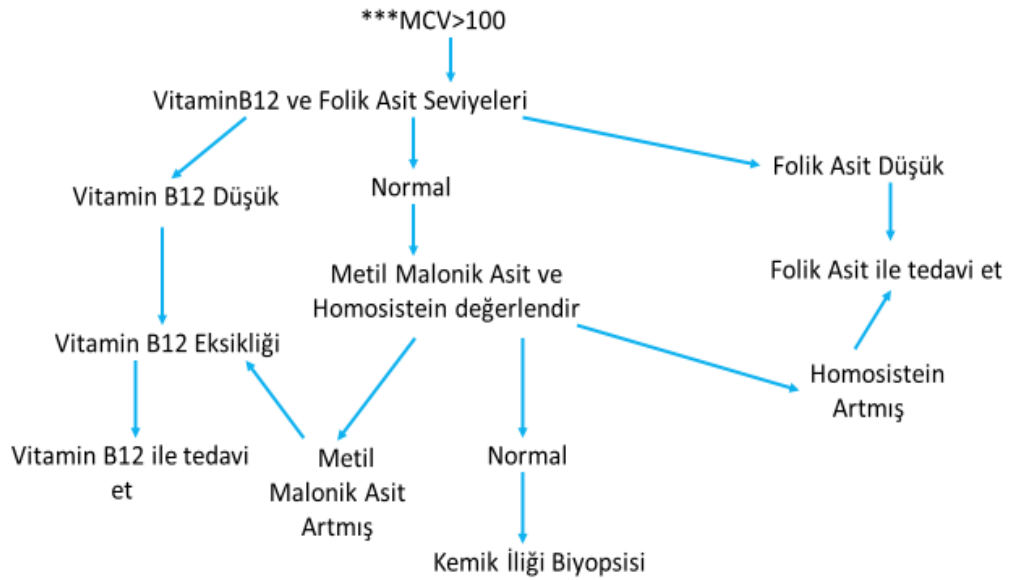 ***MCV>100
VitaminB12 ve Folik Asit Seviyeleri
Vitamin B12 Düşük
Normal
Folik Asit Düşük
Metil Malonik Asit ve
Homosistein değerlendir
Folik Asit ile tedavi et
Vitamin B12 Eksikliği
Homosistein
Artmış
Vitamin B12 ile tedavi
et
Metil
Malonik Asit
Artmış
Normal
Kemik İliği Biyopsisi